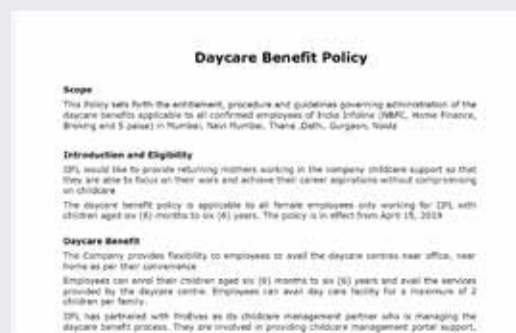 Daycare Benefit Policy
Scope
This Policy sets forth the entitlement, procedure and guidelines governing administration of the
daycare benefits applicable to all confirmed employees of India Infoline (NBFC, Home Finance,
Broking and 5 paisa) in Mumbai, Navi Mumbai, Thane ,Delhi, Gurgaon, Noida
Introduction and Eligibility
IIFL would like to provide returning mothers working in the company childcare support so that
they are able to focus on their work and achieve their career aspirations without compromising
on childcare
The daycare benefit policy is applicable to all female employees only working for IIFL with
children aged six (6) months to six (6) years. The policy is in effect from April 15, 2019
Daycare Benefit
The Company provides flexibility to employees to avail the daycare centres near office, near
home as per their convenience
Employees can enrol their children aged six (6) months to six (6) years and avail the services
provided by the daycare centre. Employees can avail day care facility for a maximum of 2
children per family.
IIFL has partnered with ProEves as its childcare management partner who is managing the
daycare benefit process. They are involved in providing childcare management portal support,